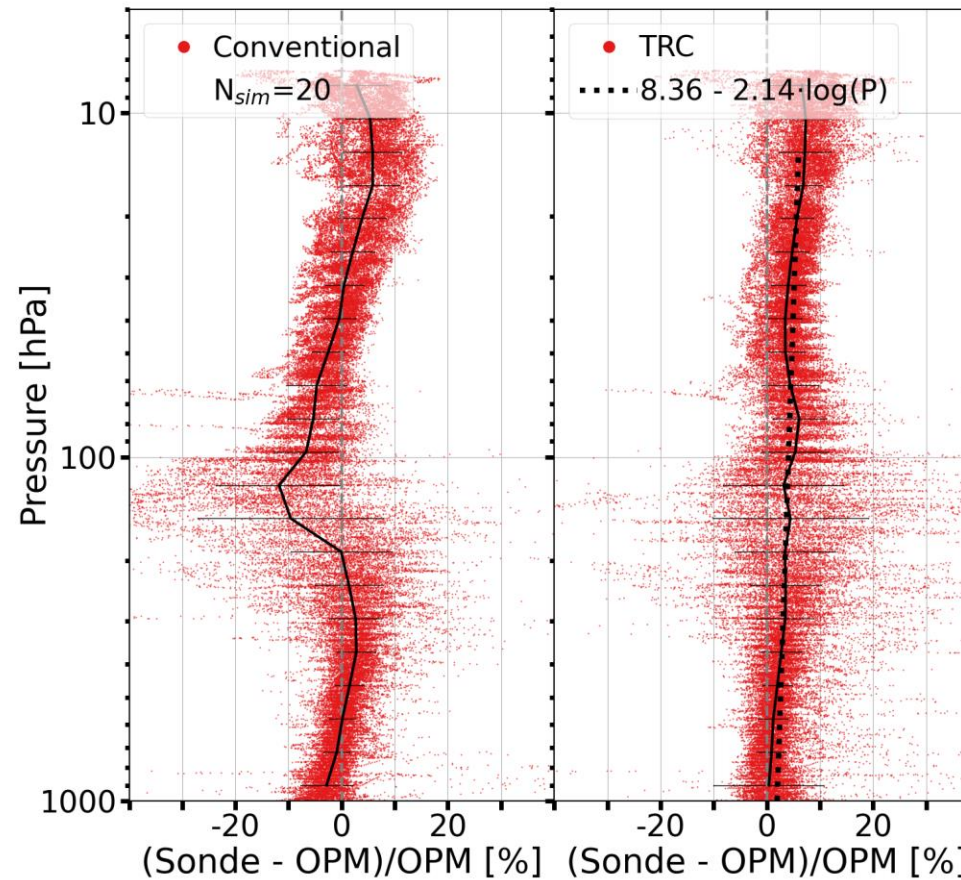 Conventional
N_sim=20
TRC
8.36 - 2.14·log(P)
Pressure [hPa]
10
100
1000
-20 0 20
-20 0 20
(Sonde - OPM)/OPM [%]
(Sonde - OPM)/OPM [%]